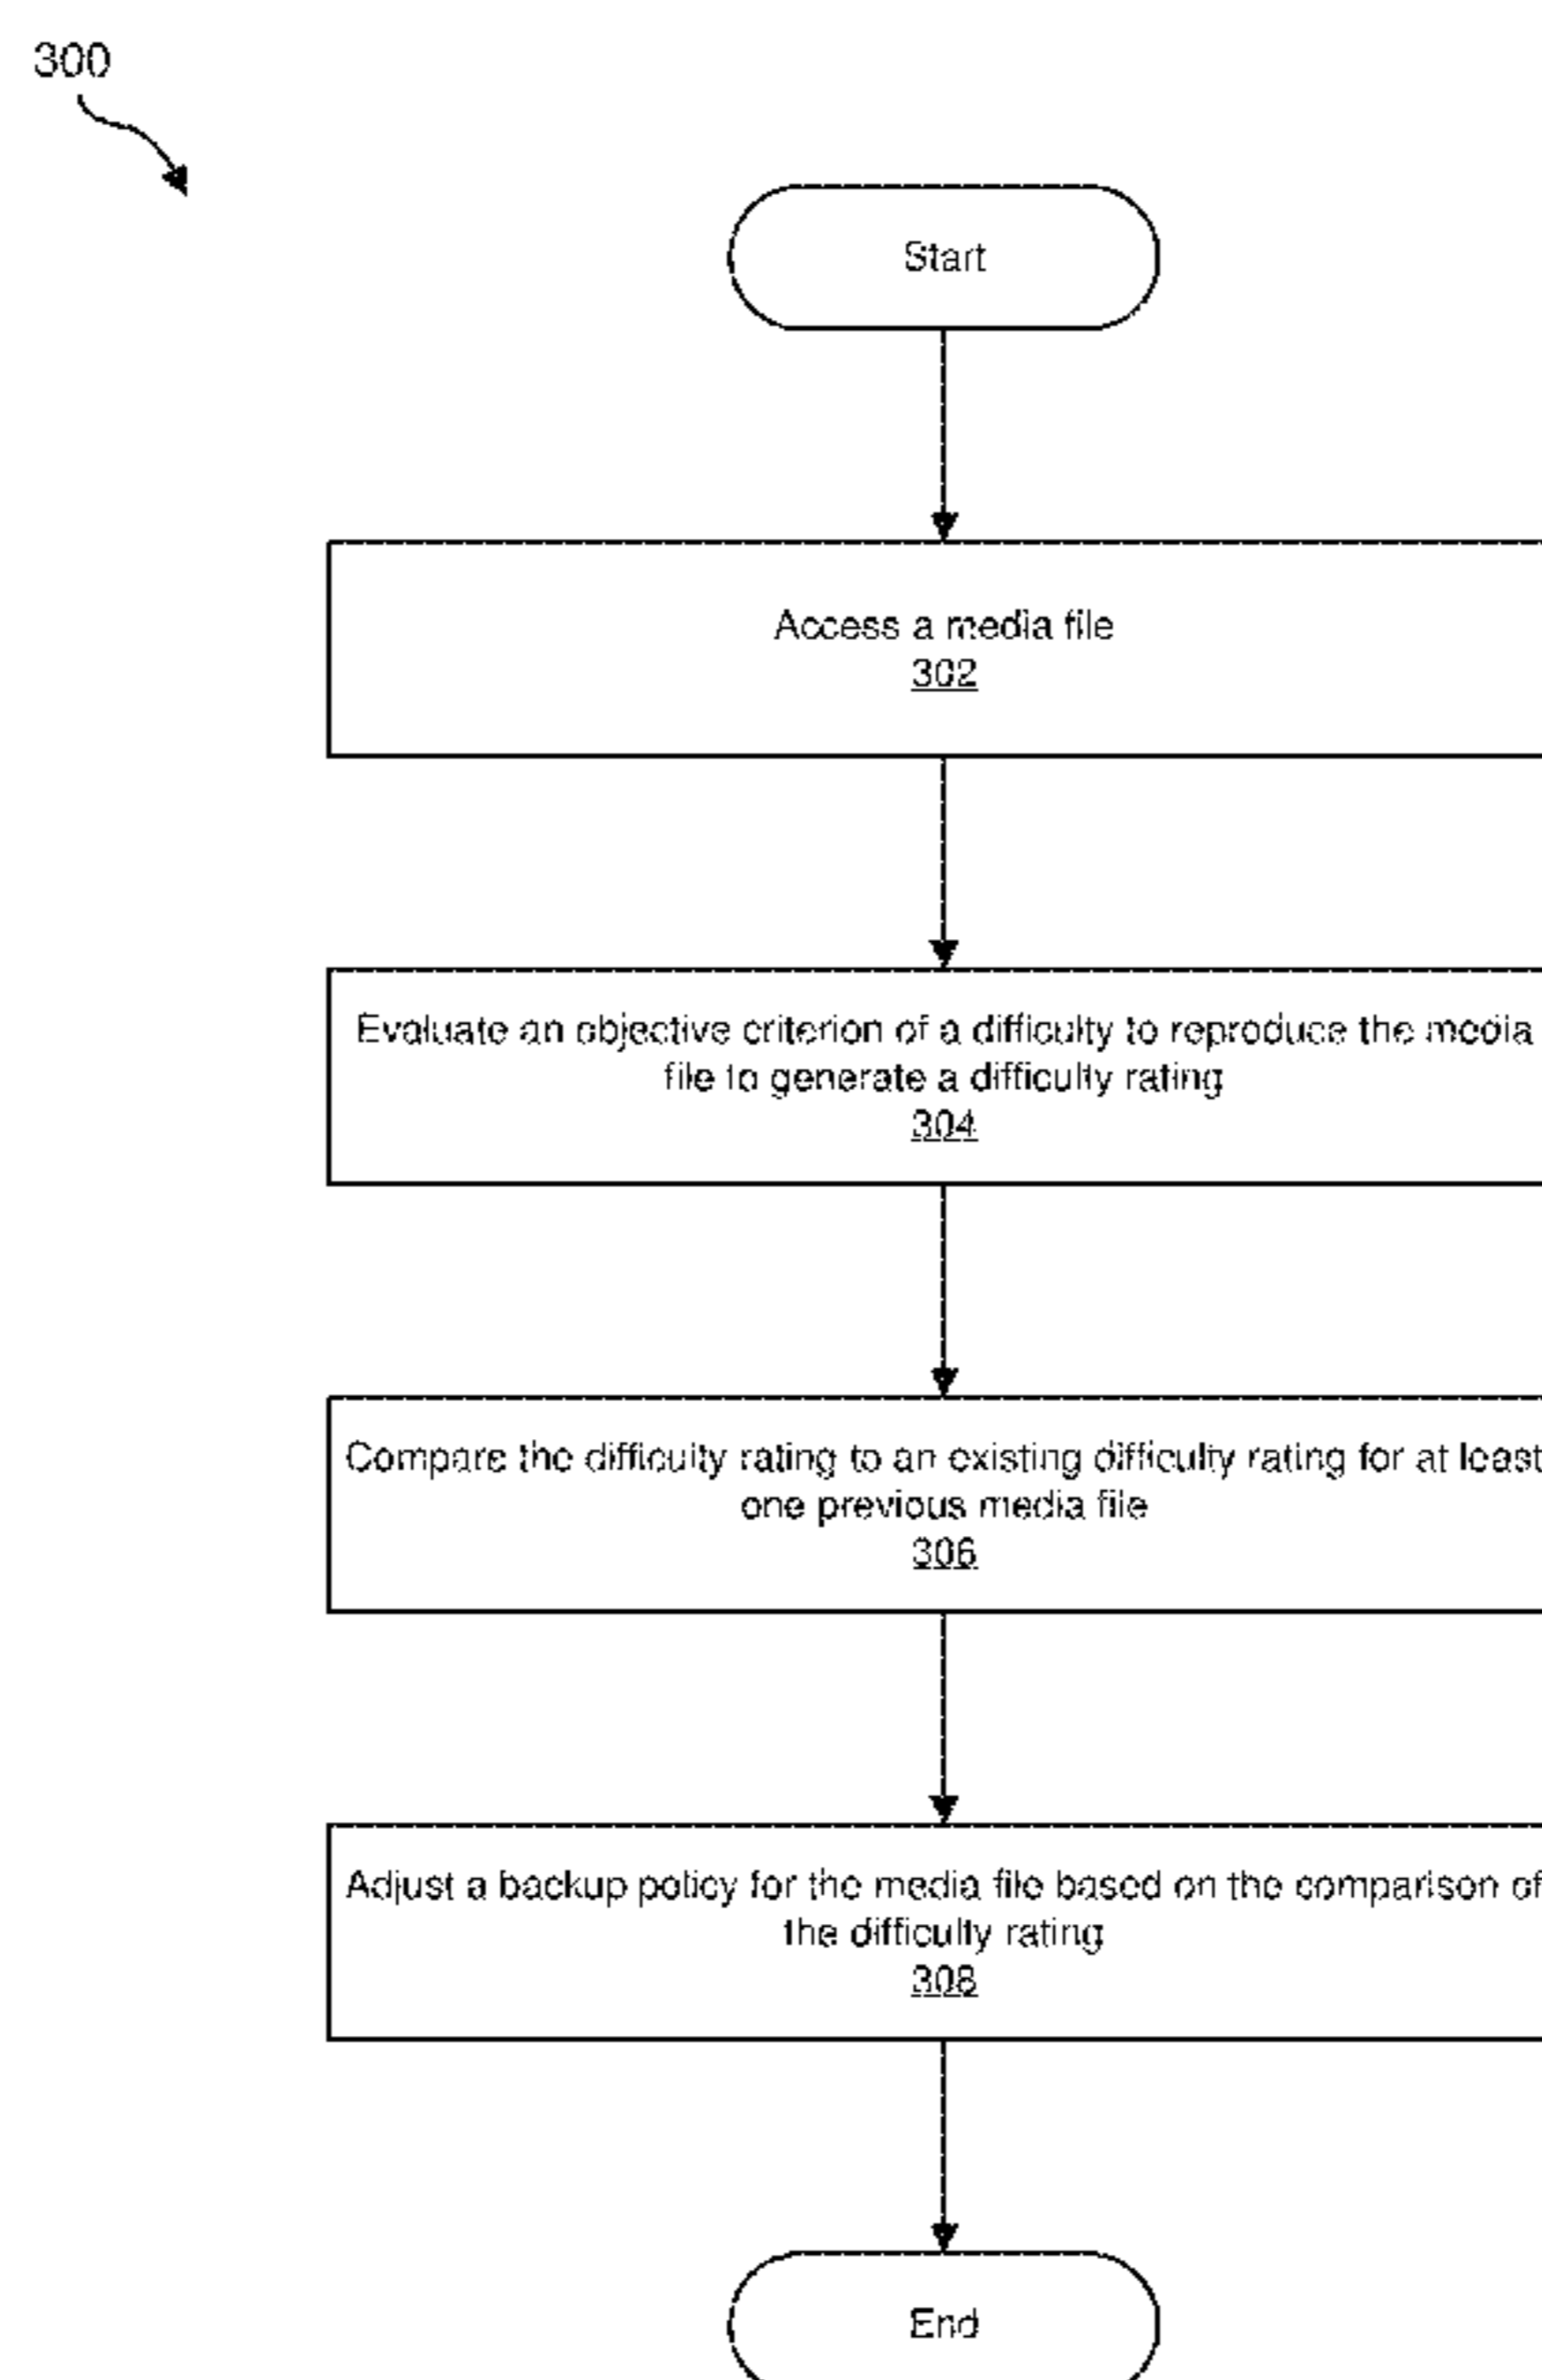 300
Start
Access a media file
302
Evaluate an objective criterion of a difficulty to reproduce the media
file to generate a difficulty rating
304
Compare the difficulty rating to an existing difficulty rating for at least
one previous media file
306
Adjust a backup policy for the media file based on the comparison of
the difficulty rating
308
End